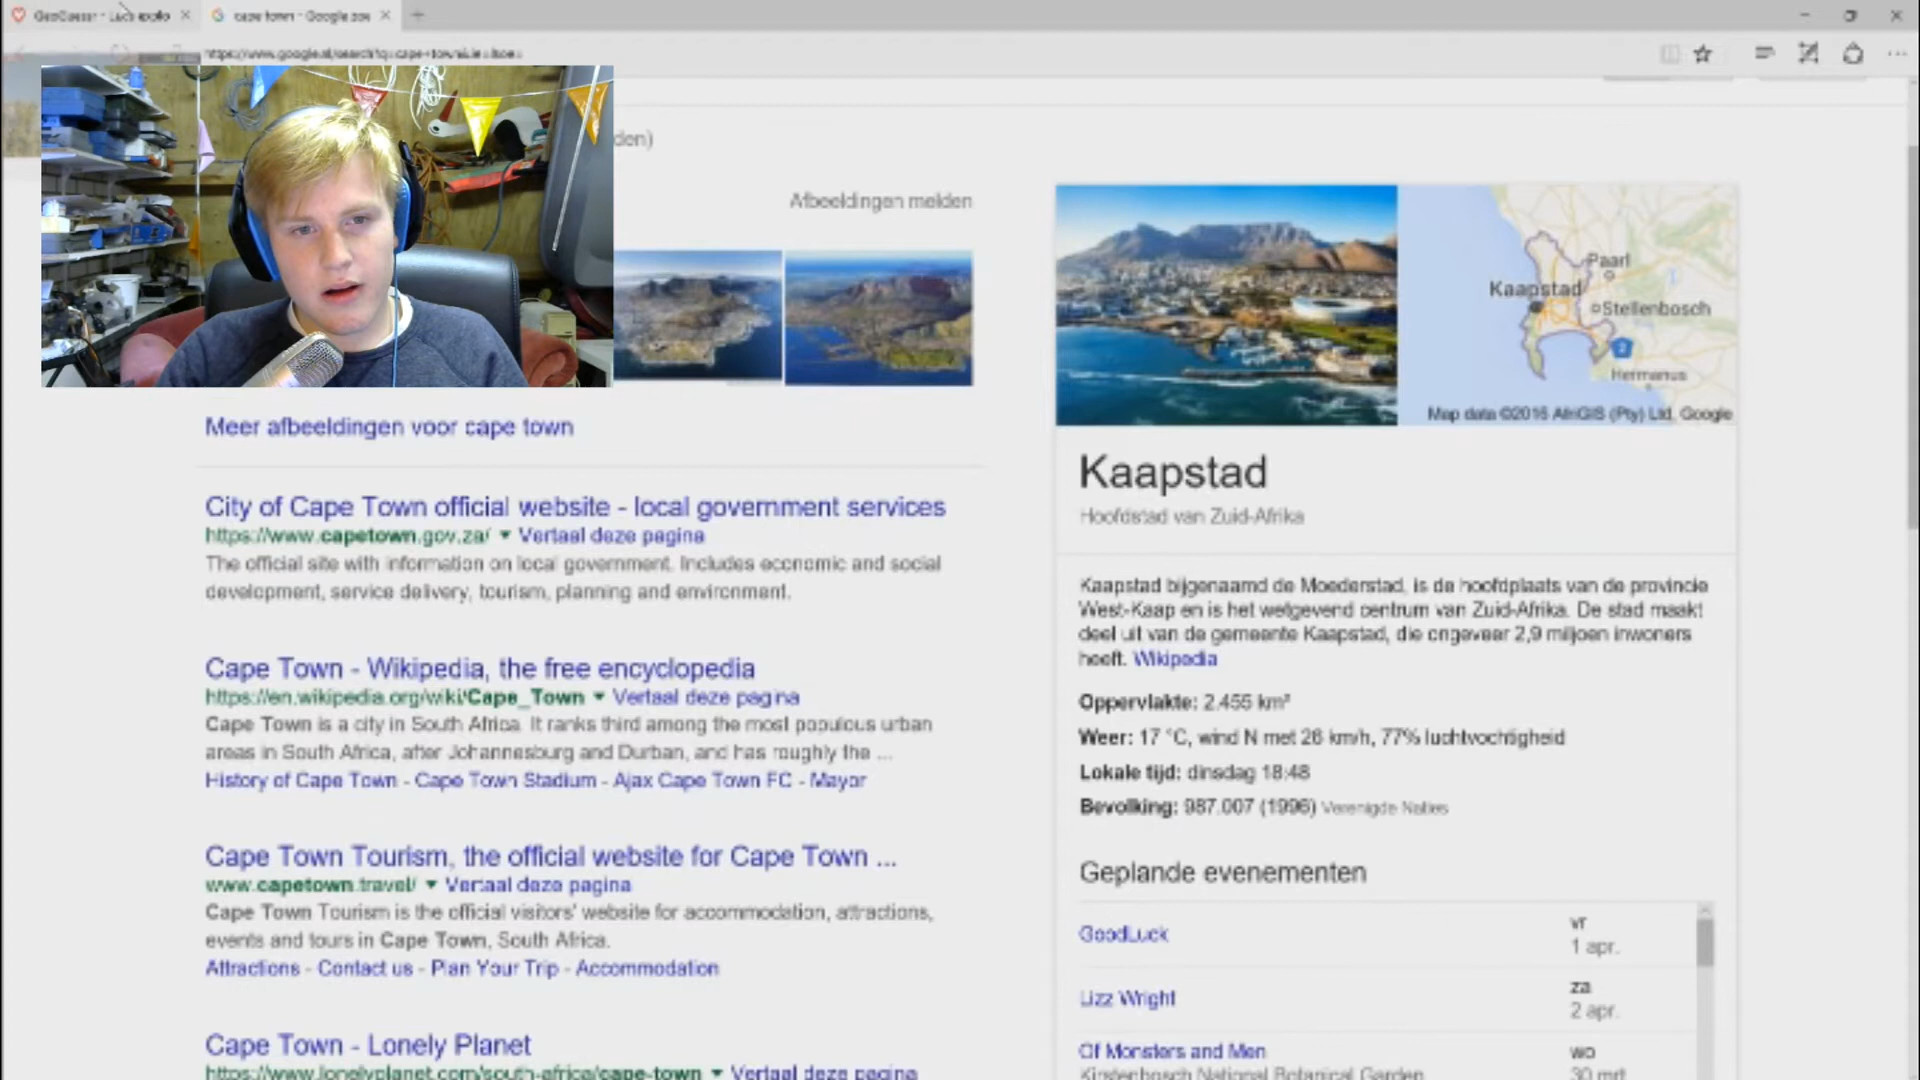 GeoGuessr - Let's explo
cape town - Google zoe
den)
Afbeeldingen melden
Meer afbeeldingen voor cape town
City of Cape Town official website - local government services
https://www.capetown.gov.za/ ▼ Vertaal deze pagina
The official site with information on local government. Includes economic and social
development, service delivery, tourism, planning and environment.
Cape Town - Wikipedia, the free encyclopedia
https://en.wikipedia.org/wiki/Cape_Town ▼ Vertaal deze pagina
Cape Town is a city in South Africa. It ranks third among the most populous urban
areas in South Africa, after Johannesburg and Durban, and has roughly the ...
History of Cape Town - Cape Town Stadium - Ajax Cape Town FC - Mayor
Cape Town Tourism, the official website for Cape Town ...
www.capetown.travel/ ▼ Vertaal deze pagina
Cape Town Tourism is the official visitors' website for accommodation, attractions,
events and tours in Cape Town, South Africa.
Attractions - Contact us - Plan Your Trip - Accommodation
Cape Town - Lonely Planet
https://www.lonelyplanet.com/south-africa/cape-town ▼ Vertaal deze pagina
Paarl
Kaapstad
Stellenbosch
2
Hermanus
Map data ©2016 AfriGIS (Pty) Ltd, Google
Kaapstad
Hoofdstad van Zuid-Afrika
Kaapstad bijgenaamd de Moederstad, is de hoofdplaats van de provincie
West-Kaap en is het wetgevend centrum van Zuid-Afrika. De stad maakt
deel uit van de gemeente Kaapstad, die ongeveer 2,9 miljoen inwoners
heeft. Wikipedia
Oppervlakte: 2.455 km²
Weer: 17 °C, wind N met 26 km/h, 77% luchtvochtigheid
Lokale tijd: dinsdag 18:48
Bevolking: 987.007 (1996) Verenigde Naties
Geplande evenementen
GoodLuck
vr
1 apr.
Lizz Wright
za
2 apr.
Of Monsters and Men
wo
Kirstenbosch National Botanical Garden
30 mrt.